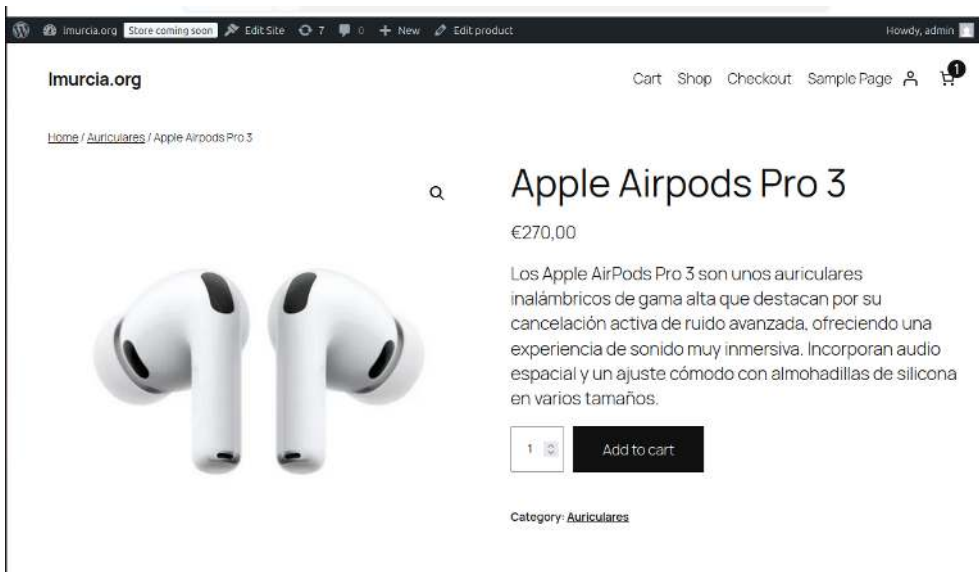 lmurcia.org Store coming soon Edit Site 7 0 New Edit product Howdy, admin
lmurcia.org
Cart Shop Checkout Sample Page 1
Home / Auriculares / Apple Airpods Pro 3
Apple Airpods Pro 3
€270,00
Los Apple AirPods Pro 3 son unos auriculares
inalámbricos de gama alta que destacan por su
cancelación activa de ruido avanzada, ofreciendo una
experiencia de sonido muy inmersiva. Incorporan audio
espacial y un ajuste cómodo con almohadillas de silicona
en varios tamaños.
1 Add to cart
Category: Auriculares